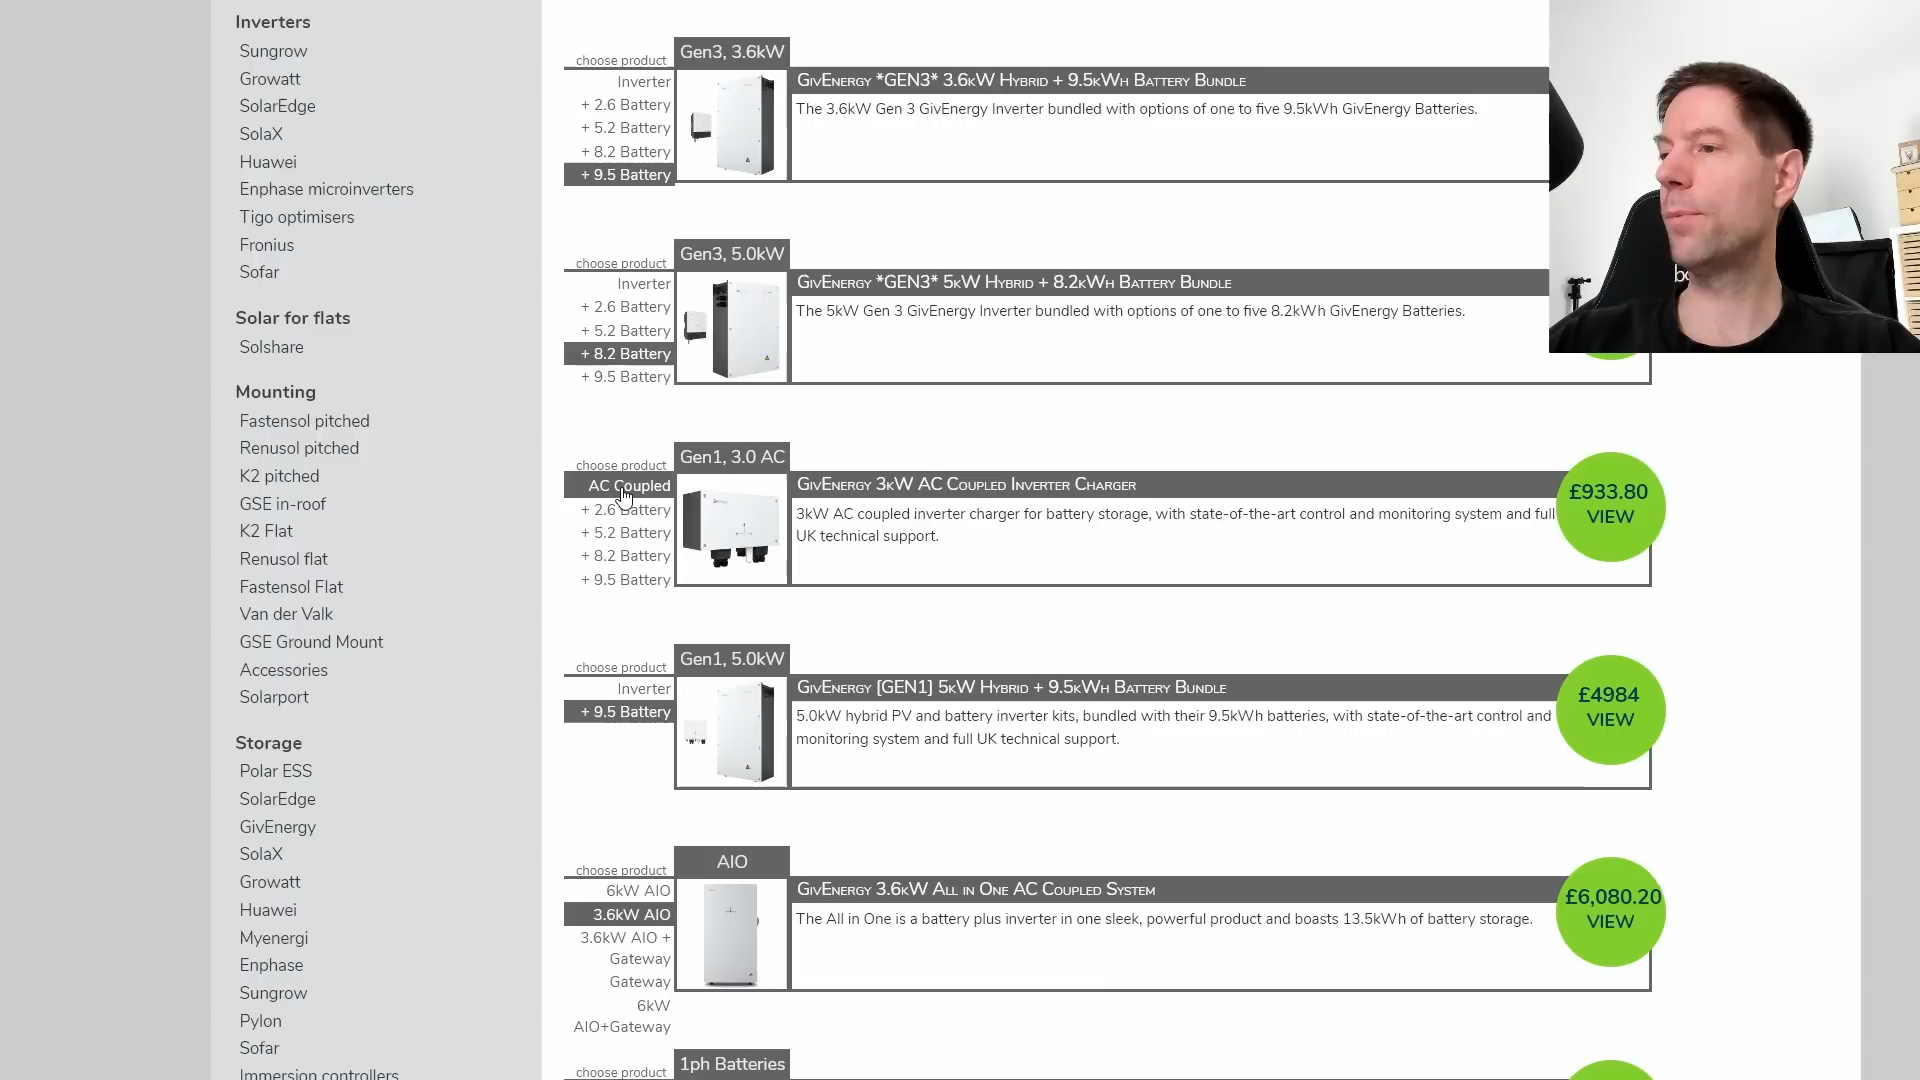 Inverters
Sungrow
Growatt
SolarEdge
SolaX
Huawei
Enphase microinverters
Tigo optimisers
Fronius
Sofar
Solar for flats
Solshare
Mounting
Fastensol pitched
Renusol pitched
K2 pitched
GSE in-roof
K2 Flat
Renusol flat
Fastensol Flat
Van der Valk
GSE Ground Mount
Accessories
Solarport
Storage
Polar ESS
SolarEdge
GivEnergy
SolaX
Growatt
Huawei
Myenergi
Enphase
Sungrow
Pylon
Sofar
Immersion controllers
choose product
Inverter
+ 2.6 Battery
+ 5.2 Battery
+ 8.2 Battery
+ 9.5 Battery
Gen3, 3.6kW
GivEnergy *GEN3* 3.6kW Hybrid + 9.5kWh Battery Bundle
The 3.6kW Gen 3 GivEnergy Inverter bundled with options of one to five 9.5kWh GivEnergy Batteries.
choose product
Inverter
+ 2.6 Battery
+ 5.2 Battery
+ 8.2 Battery
+ 9.5 Battery
Gen3, 5.0kW
GivEnergy *GEN3* 5kW Hybrid + 8.2kWh Battery Bundle
The 5kW Gen 3 GivEnergy Inverter bundled with options of one to five 8.2kWh GivEnergy Batteries.
choose product
AC Coupled
+ 2.6 Battery
+ 5.2 Battery
+ 8.2 Battery
+ 9.5 Battery
Gen1, 3.0 AC
GivEnergy 3kW AC Coupled Inverter Charger
3kW AC coupled inverter charger for battery storage, with state-of-the-art control and monitoring system and full
UK technical support.
£933.80
VIEW
choose product
Inverter
+ 9.5 Battery
Gen1, 5.0kW
GivEnergy [GEN1] 5kW Hybrid + 9.5kWh Battery Bundle
5.0kW hybrid PV and battery inverter kits, bundled with their 9.5kWh batteries, with state-of-the-art control and
monitoring system and full UK technical support.
£4984
VIEW
choose product
6kW AIO
3.6kW AIO
3.6kW AIO +
Gateway
Gateway
6kW
AIO+Gateway
AIO
GivEnergy 3.6kW All in One AC Coupled System
The All in One is a battery plus inverter in one sleek, powerful product and boasts 13.5kWh of battery storage.
£6,080.20
VIEW
choose product
1ph Batteries